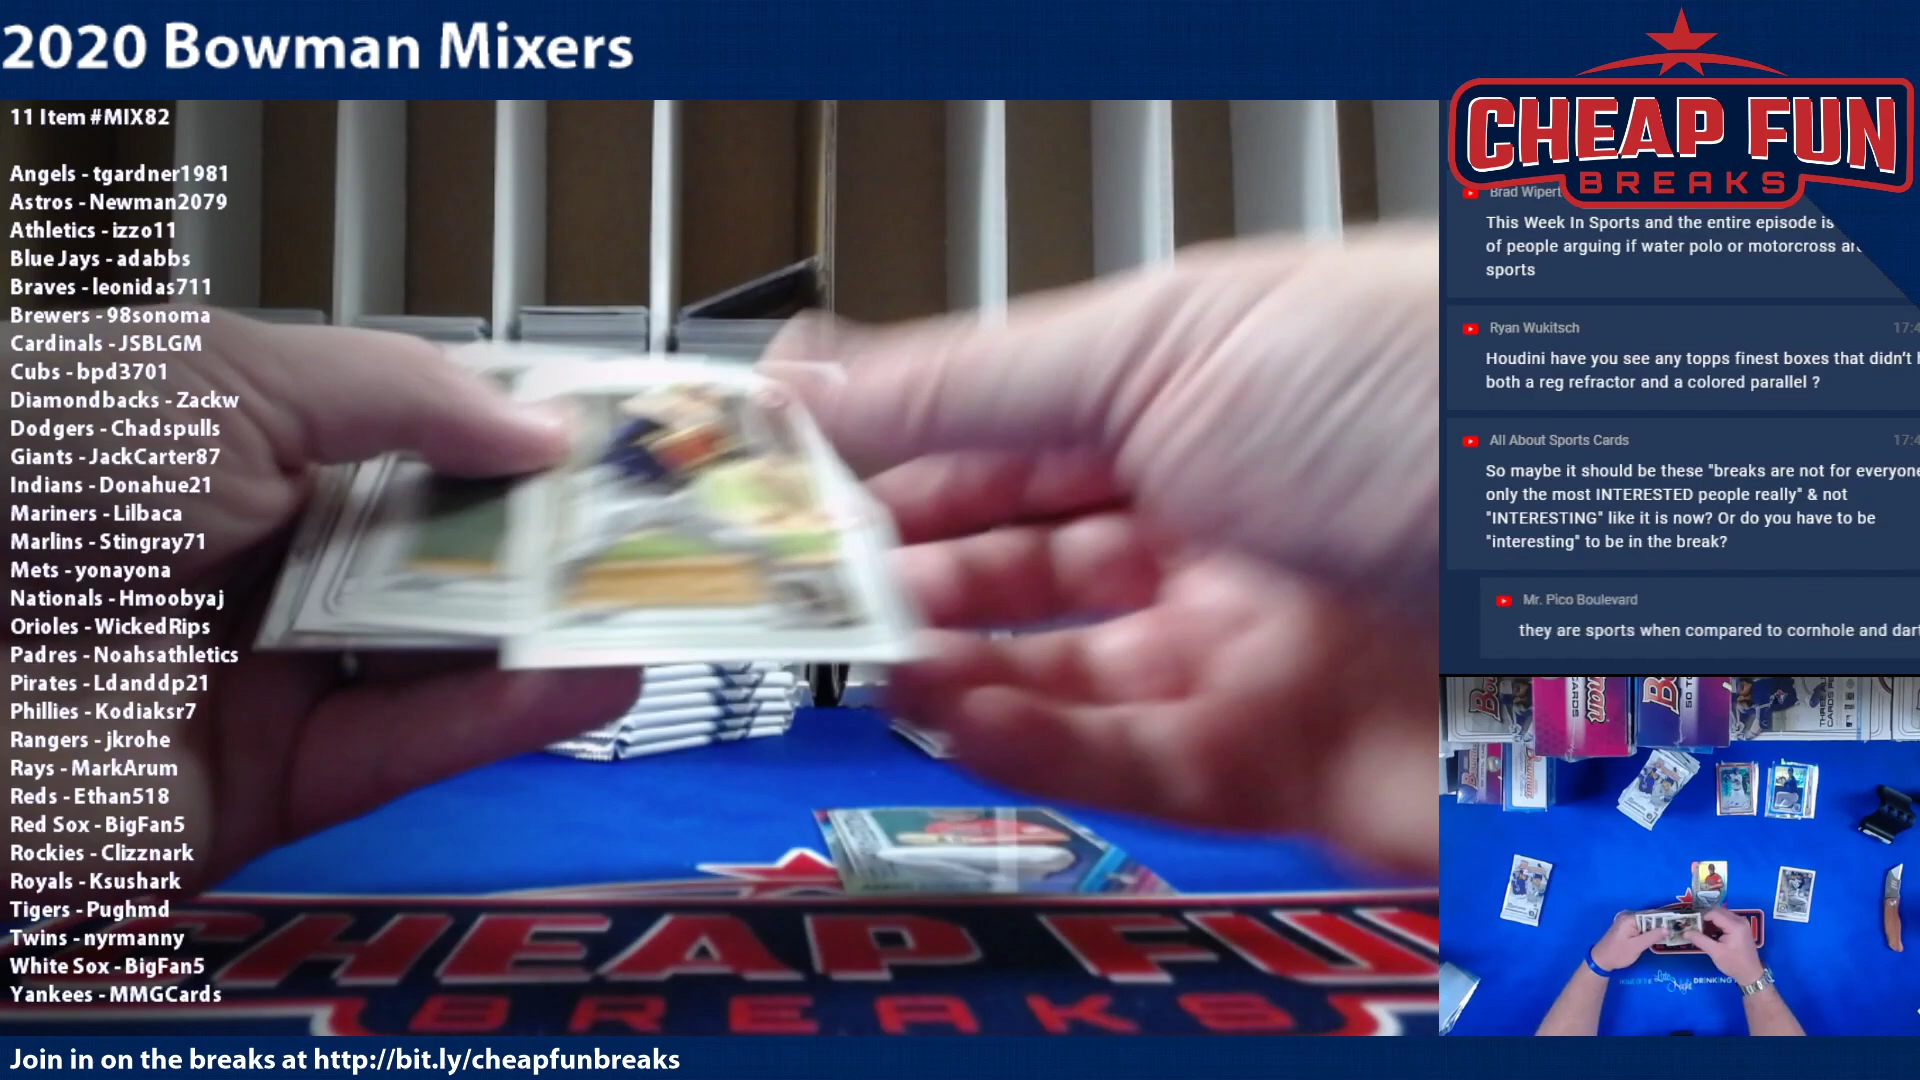 2020 Bowman Mixers
11 Item #MIX82
Angels - tgardner1981
Astros - Newman2079
Athletics - izzo11
Blue Jays - adabbs
Braves - leonidas711
Brewers - 98sonoma
Cardinals - JSBLGM
Cubs - bpd3701
Diamondbacks - Zackw
Dodgers - Chadspulls
Giants - JackCarter87
Indians - Donahue21
Mariners - Lilbaca
Marlins - Stingray71
Mets - yonayona
Nationals - Hmoobyaj
Orioles - WickedRips
Padres - Noahsathletics
Pirates - Ldanddp21
Phillies - Kodiaksr7
Rangers - jkrohe
Rays - MarkArum
Reds - Ethan518
Red Sox - BigFan5
Rockies - Clizznark
Royals - Ksushark
Tigers - Pughmd
Twins - nyrmanny
White Sox - BigFan5
Yankees - MMGCards
CHEAP FU
BREAKS
Join in on the breaks at http://bit.ly/cheapfunbreaks
CHEAP FUN
BREAKS
Brad Wipert
This Week In Sports and the entire episode is
of people arguing if water polo or motorcross
sports
Ryan Wukitsch 17:4
Houdini have you see any topps finest boxes that didn't
both a reg refractor and a colored parallel ?
All About Sports Cards 17:4
So maybe it should be these "breaks are not for everyone
only the most INTERESTED people really" & not
"INTERESTING" like it is now? Or do you have to be
"interesting" to be in the break?
Mr. Pico Boulevard
they are sports when compared to cornhole and dart